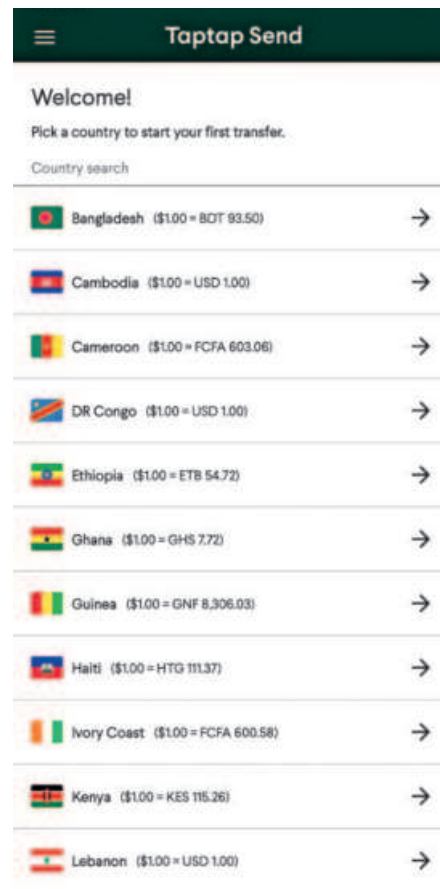 Taptap Send
Welcome!
Pick a country to start your first transfer.
Country search
Bangladesh ($1.00 = BDT 93.50)
Cambodia ($1.00 = USD 1.00)
Cameroon ($1.00 = FCFA 603.06)
DR Congo ($1.00 = USD 1.00)
Ethiopia ($1.00 = ETB 54.72)
Ghana ($1.00 = GHS 7.72)
Guinea ($1.00 = GNF 8,306.03)
Haiti ($1.00 = HTG 111.37)
Ivory Coast ($1.00 = FCFA 600.58)
Kenya ($1.00 = KES 115.26)
Lebanon ($1.00 = USD 1.00)